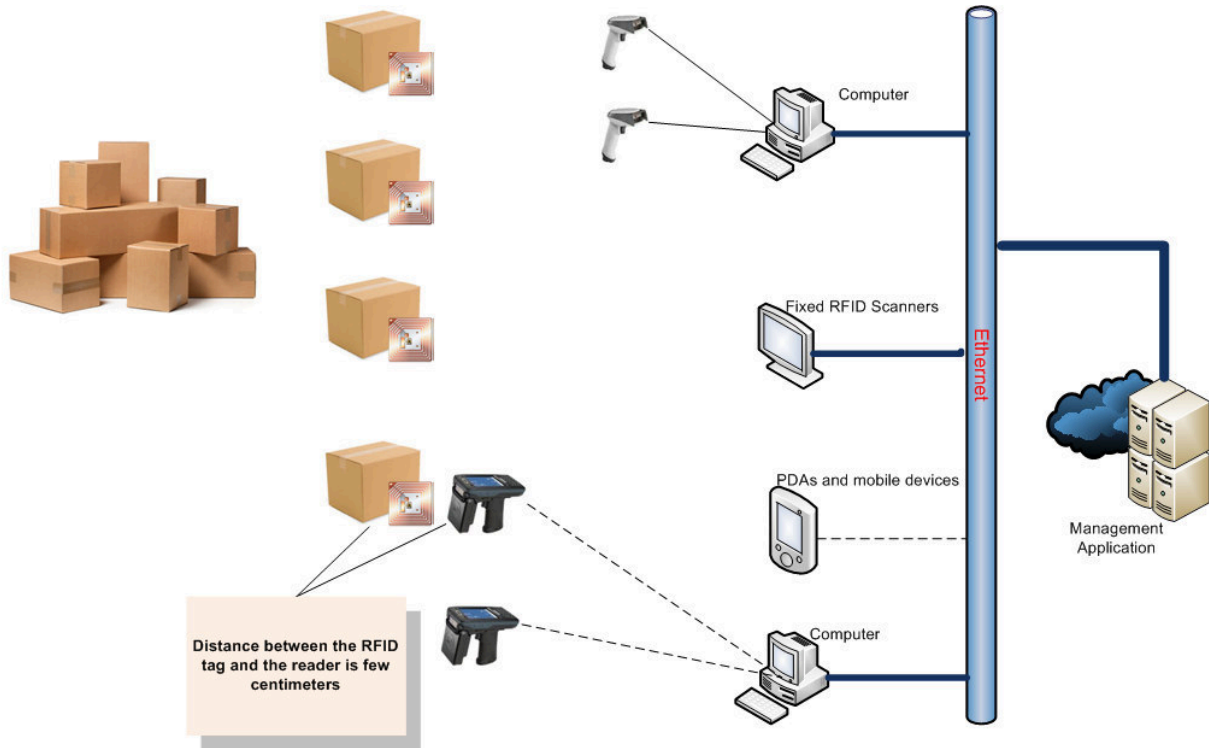 Computer
Fixed RFID Scanners
Ethernet
PDAs and mobile devices
Management
Application
Computer
Distance between the RFID
tag and the reader is few
centimeters